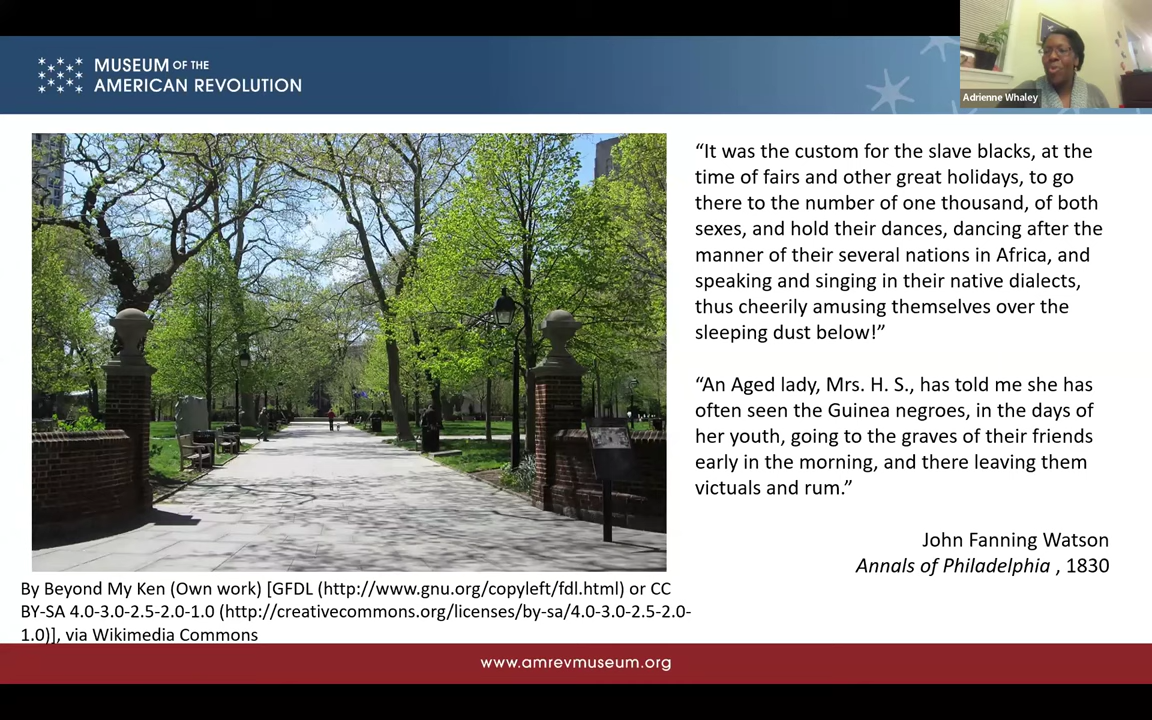 MUSEUM OF THE
AMERICAN REVOLUTION
Adrienne Whaley
“It was the custom for the slave blacks, at the
time of fairs and other great holidays, to go
there to the number of one thousand, of both
sexes, and hold their dances, dancing after the
manner of their several nations in Africa, and
speaking and singing in their native dialects,
thus cheerily amusing themselves over the
sleeping dust below!”
“An Aged lady, Mrs. H. S., has told me she has
often seen the Guinea negroes, in the days of
her youth, going to the graves of their friends
early in the morning, and there leaving them
victuals and rum.”
John Fanning Watson
Annals of Philadelphia , 1830
By Beyond My Ken (Own work) [GFDL (http://www.gnu.org/copyleft/fdl.html) or CC
BY-SA 4.0-3.0-2.5-2.0-1.0 (http://creativecommons.org/licenses/by-sa/4.0-3.0-2.5-2.0-
1.0)], via Wikimedia Commons
www.amrevmuseum.org